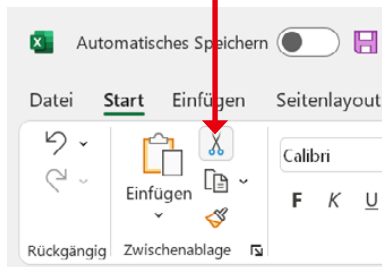 Automatisches Speichern
Datei Start Einfügen Seitenlayout
Calibri
Einfügen
F K U
Rückgängig Zwischenablage